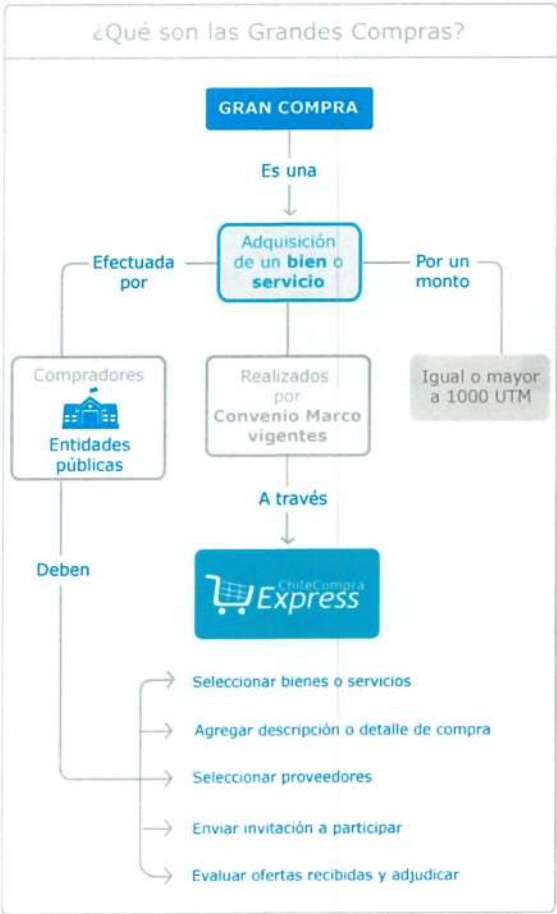 ¿Qué son las Grandes Compras?
GRAN COMPRA
Es una
Adquisición
de un bien o
servicio
Efectuada
por
Por un
monto
Compradores
Entidades
públicas
Realizados
por
Convenio Marco
vigentes
Igual o mayor
a 1000 UTM
A través
Deben
ChileCompra
Express
Seleccionar bienes o servicios
Agregar descripción o detalle de compra
Seleccionar proveedores
Enviar invitación a participar
Evaluar ofertas recibidas y adjudicar